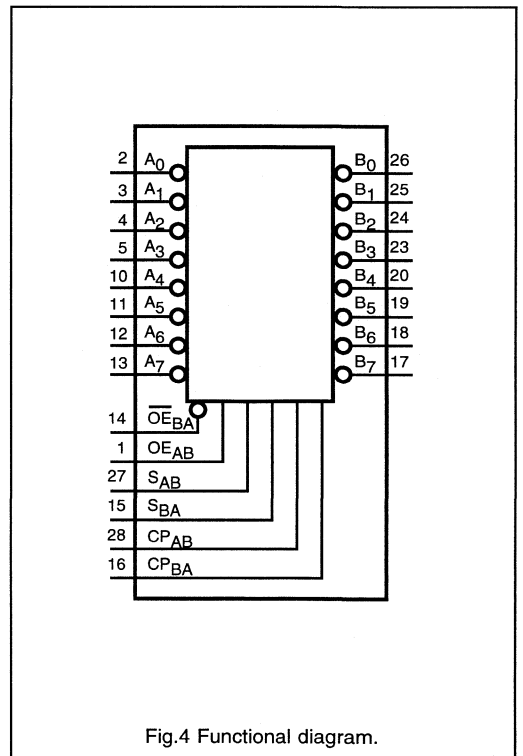 2 A0 B0 26
3 A1 B1 25
4 A2 B2 24
5 A3 B3 23
10 A4 B4 20
11 A5 B5 19
12 A6 B6 18
13 A7 B7 17
14 O̅E̅BA
1 OEAB
27 SAB
15 SBA
28 CPAB
16 CPBA
Fig.4 Functional diagram.